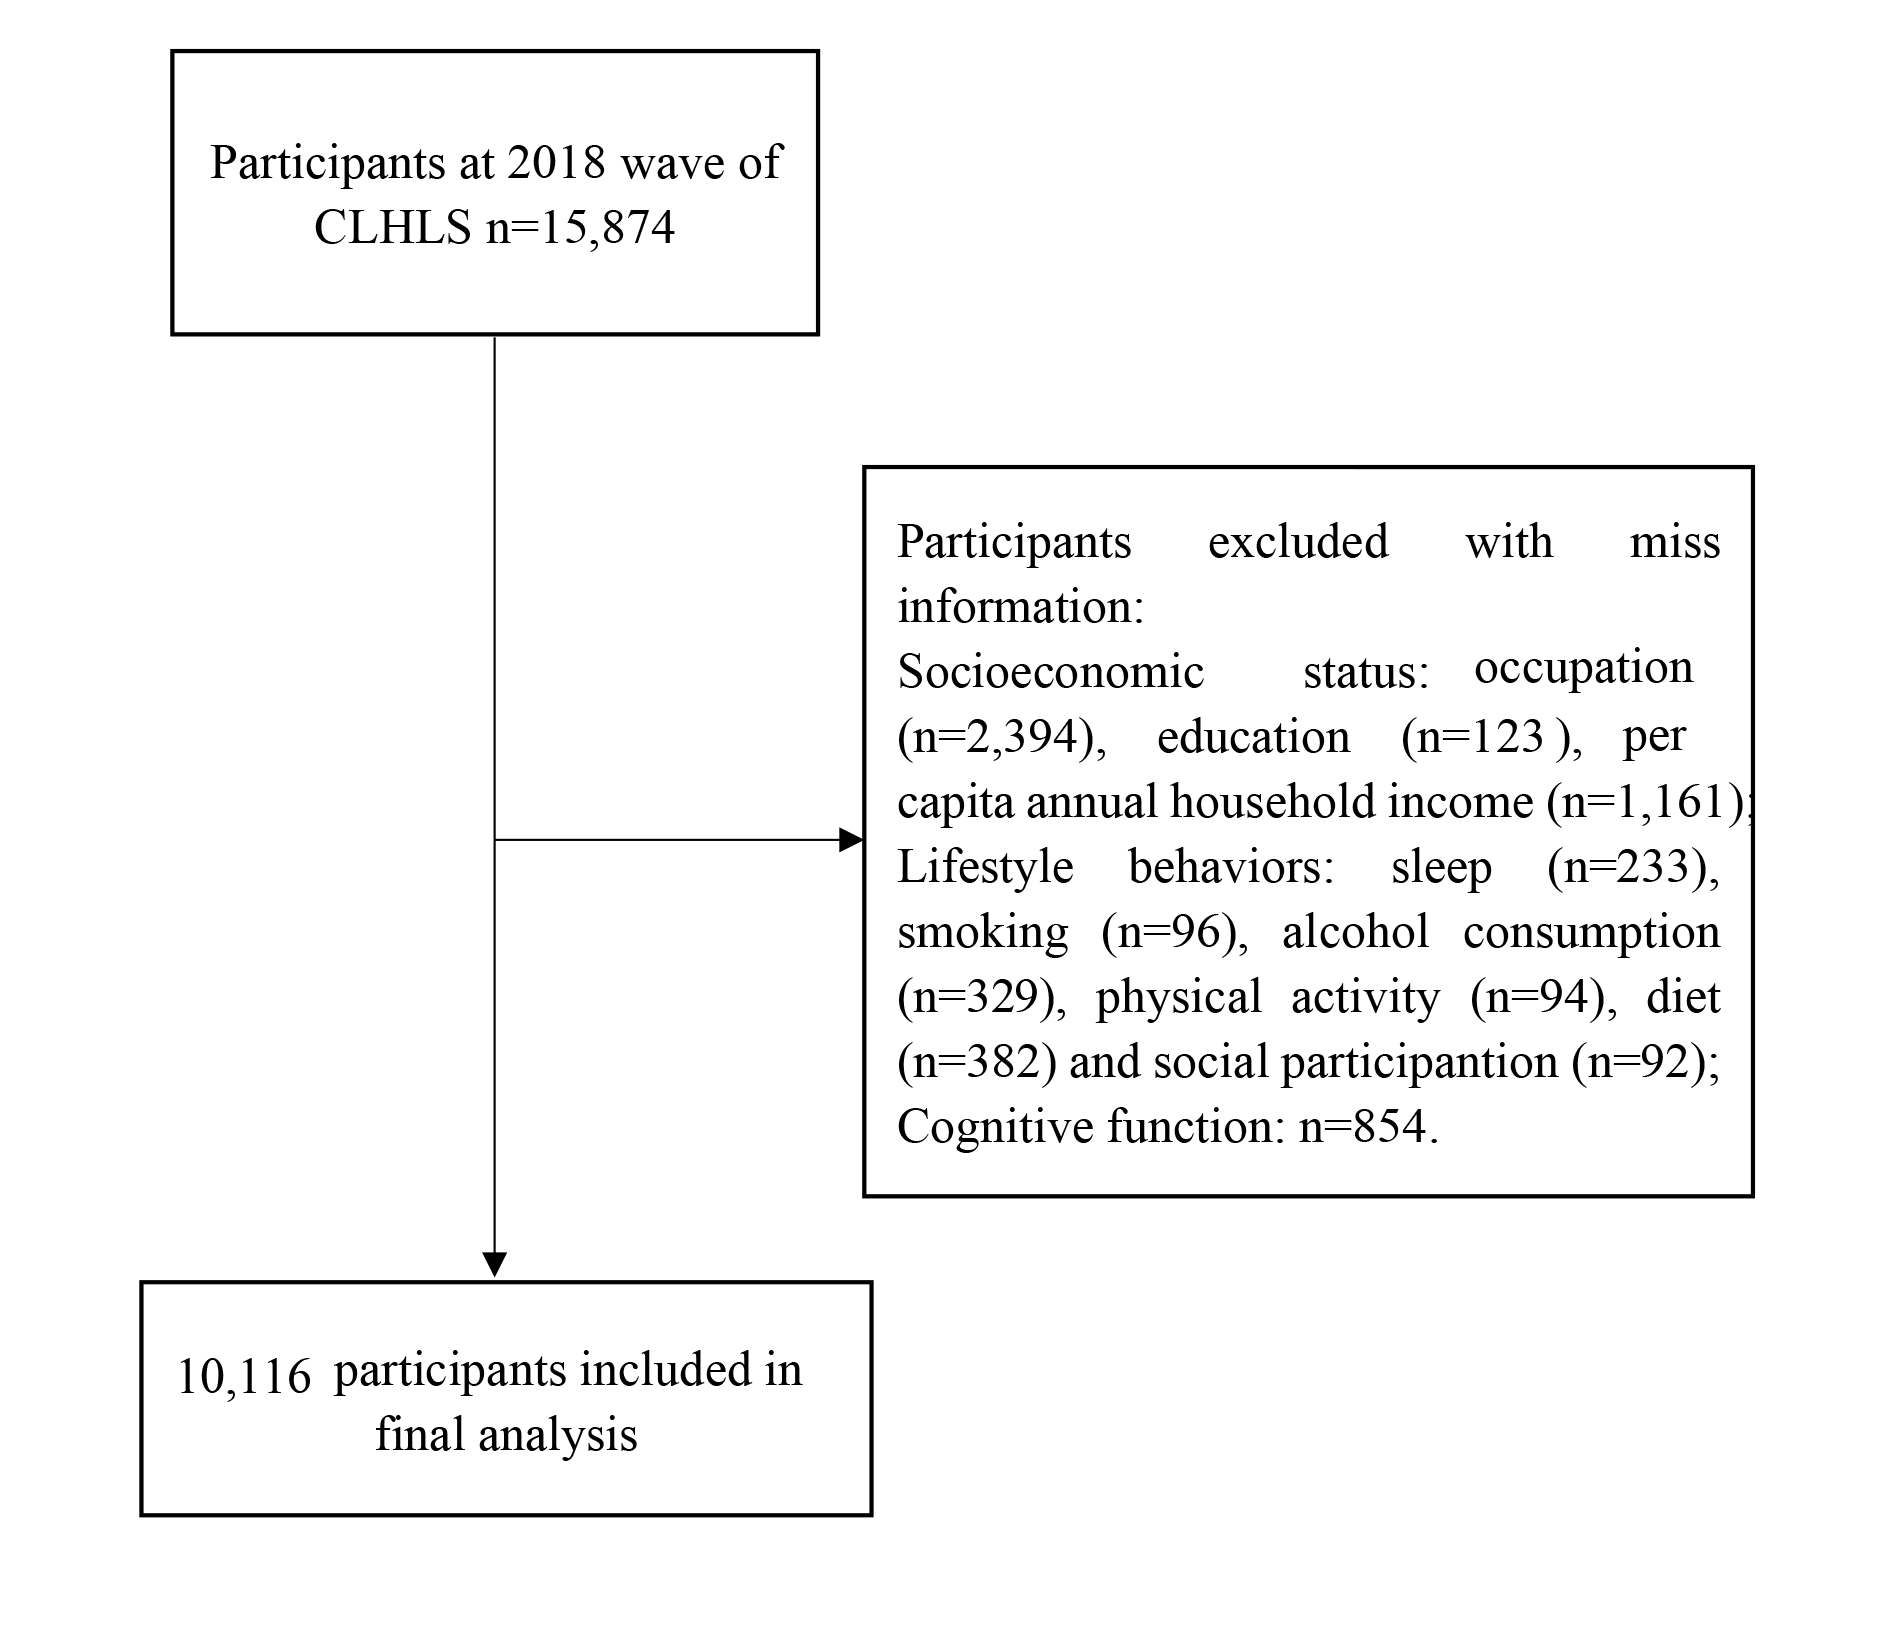 Participants at 2018 wave of
CLHLS n=15,874
Participants excluded with miss
information:
Socioeconomic status: occupation
(n=2,394), education (n=123 ), per
capita annual household income (n=1,161);
Lifestyle behaviors: sleep (n=233),
smoking (n=96), alcohol consumption
(n=329), physical activity (n=94), diet
(n=382) and social participantion (n=92);
Cognitive function: n=854.
10,116 participants included in
final analysis